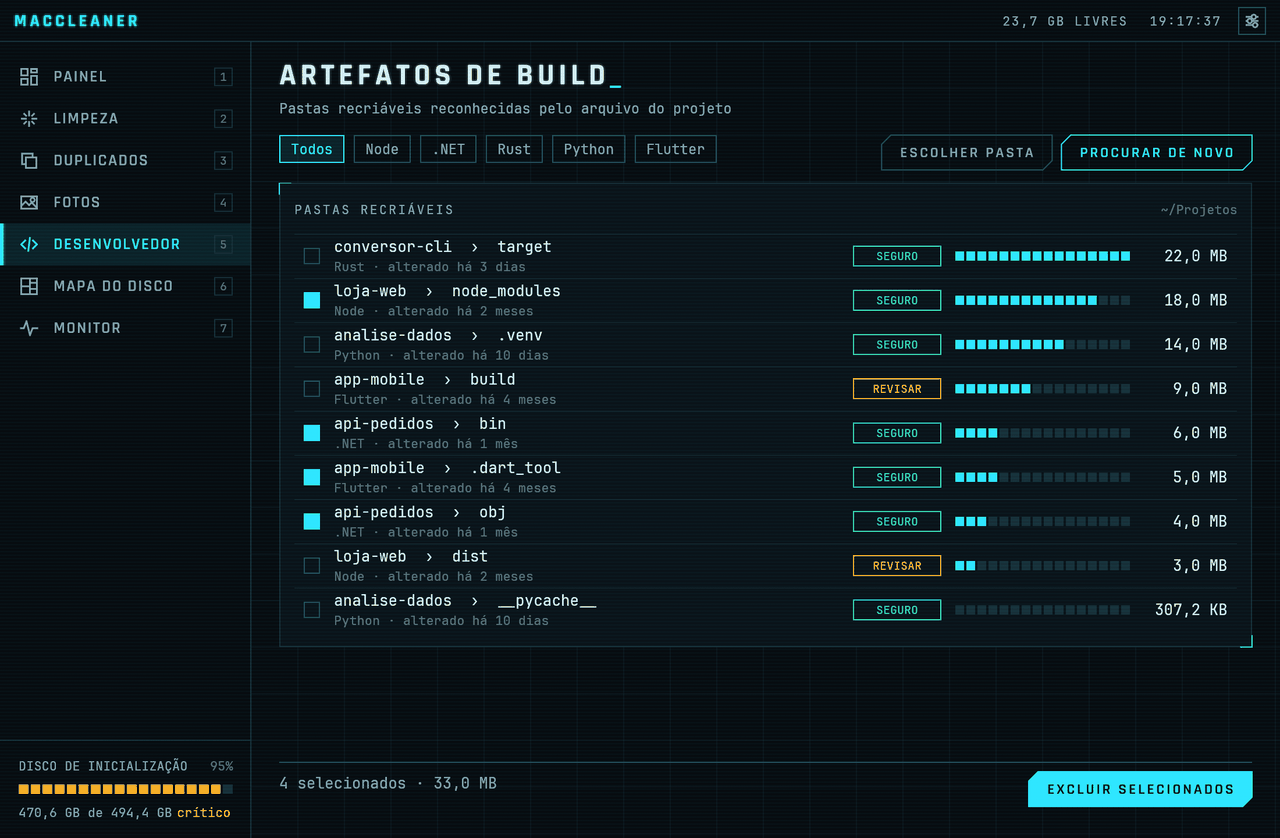 MACCLEANER
23,7 GB LIVRES 19:17:37
PAINEL 1
LIMPEZA 2
DUPLICADOS 3
FOTOS 4
DESENVOLVEDOR 5
MAPA DO DISCO 6
MONITOR 7
DISCO DE INICIALIZAÇÃO 95%
470,6 GB de 494,4 GB crítico
ARTEFATOS DE BUILD_
Pastas recriáveis reconhecidas pelo arquivo do projeto
Todos Node .NET Rust Python Flutter
ESCOLHER PASTA PROCURAR DE NOVO
PASTAS RECRIÁVEIS ~/Projetos
conversor-cli › target
Rust · alterado há 3 dias
SEGURO 22,0 MB
loja-web › node_modules
Node · alterado há 2 meses
SEGURO 18,0 MB
analise-dados › .venv
Python · alterado há 10 dias
SEGURO 14,0 MB
app-mobile › build
Flutter · alterado há 4 meses
REVISAR 9,0 MB
api-pedidos › bin
.NET · alterado há 1 mês
SEGURO 6,0 MB
app-mobile › .dart_tool
Flutter · alterado há 4 meses
SEGURO 5,0 MB
api-pedidos › obj
.NET · alterado há 1 mês
SEGURO 4,0 MB
loja-web › dist
Node · alterado há 2 meses
REVISAR 3,0 MB
analise-dados › __pycache__
Python · alterado há 10 dias
SEGURO 307,2 KB
4 selecionados · 33,0 MB
EXCLUIR SELECIONADOS